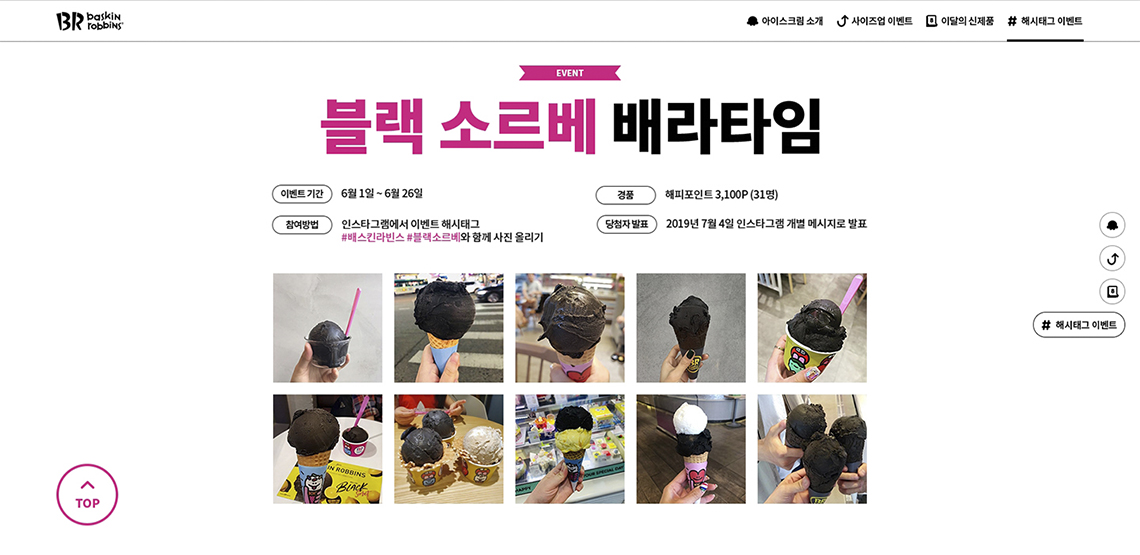 BR baskin robbins
아이스크림 소개
사이즈업 이벤트
이달의 신제품
# 해시태그 이벤트
EVENT
블랙 소르베 배라타임
이벤트 기간 6월 1일 ~ 6월 26일
경품 해피포인트 3,100P (31명)
참여방법 인스타그램에서 이벤트 해시태그
#배스킨라빈스 #블랙소르베와 함께 사진 올리기
당첨자 발표 2019년 7월 4일 인스타그램 개별 메시지로 발표
# 해시태그 이벤트
BR
IN ROBBINS
BLACK
TOP